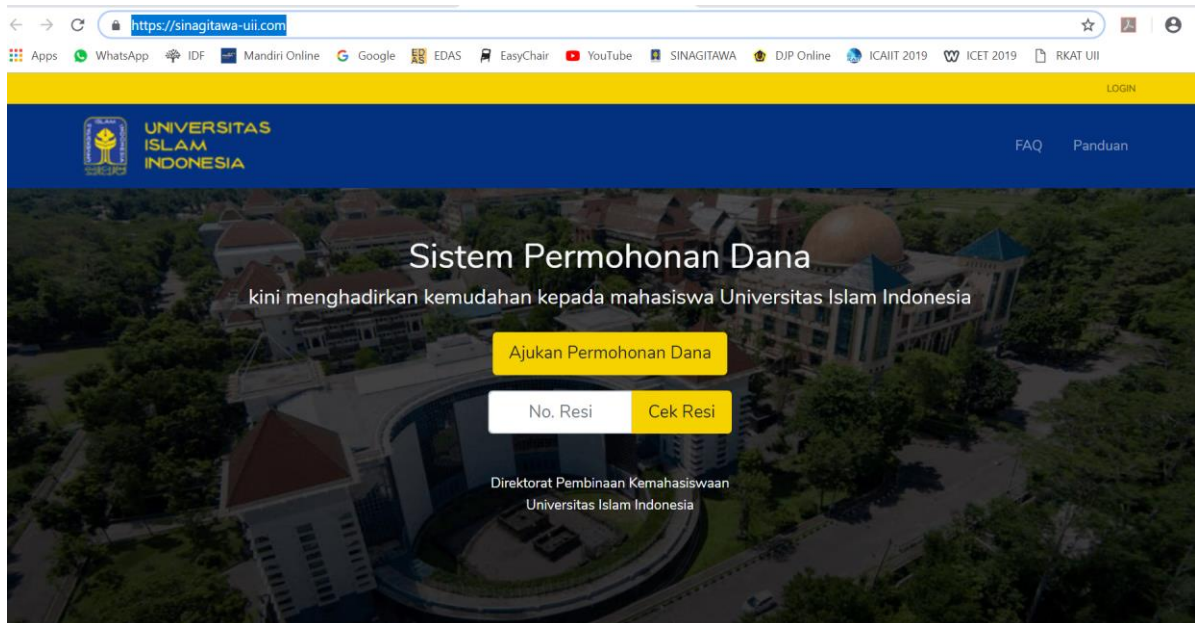 https://sinagitawa-uii.com
Apps WhatsApp IDF Mandiri Online Google EDAS EasyChair YouTube SINAGITAWA DJP Online ICAIIT 2019 ICET 2019 RKAT UII
LOGIN
UNIVERSITAS
ISLAM
INDONESIA
FAQ Panduan
Sistem Permohonan Dana
kini menghadirkan kemudahan kepada mahasiswa Universitas Islam Indonesia
Ajukan Permohonan Dana
No. Resi Cek Resi
Direktorat Pembinaan Kemahasiswaan
Universitas Islam Indonesia